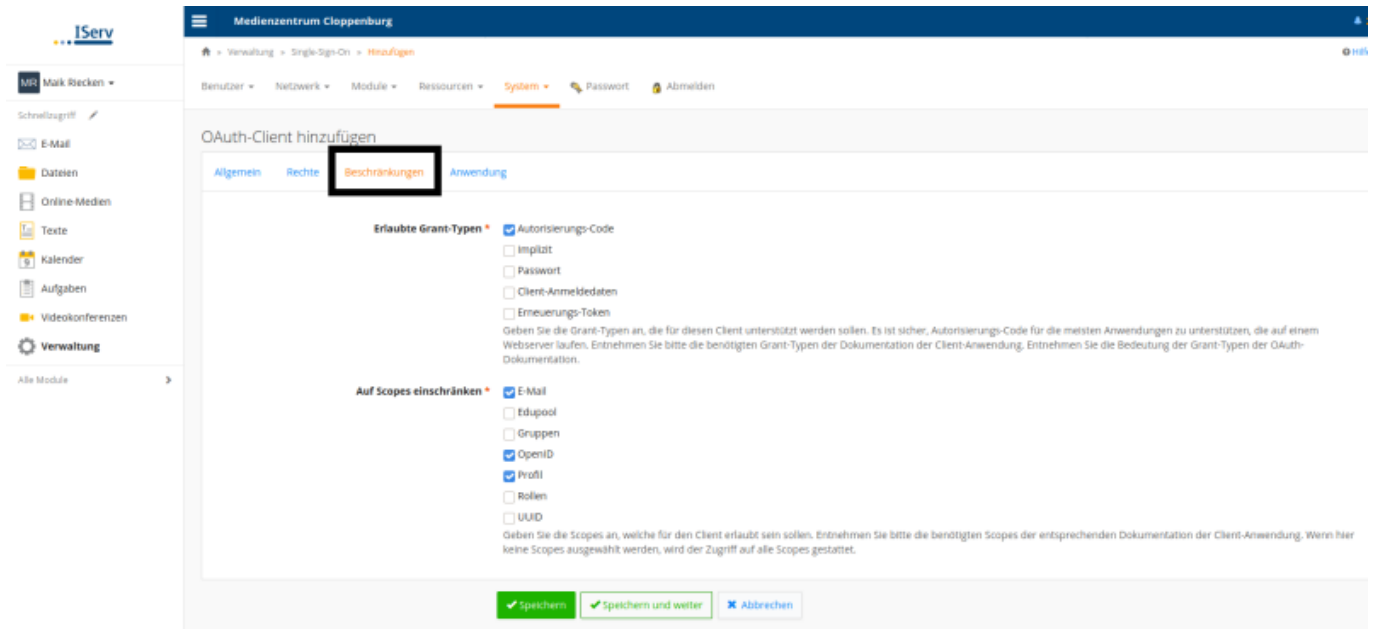 IServ
Medienzentrum Cloppenburg
» Verwaltung » Single-Sign-On » Hinzufügen
MR Maik Riecken
Benutzer Netzwerk Module Ressourcen System Passwort Abmelden
Schnellzugriff
E-Mail
Dateien
Online-Medien
Texte
Kalender
Aufgaben
Videokonferenzen
Verwaltung
Alle Module
OAuth-Client hinzufügen
Allgemein Rechte Beschränkungen Anwendung
Erlaubte Grant-Typen * Autorisierungs-Code
Implizit
Passwort
Client-Anmeldedaten
Erneuerungs-Token
Geben Sie die Grant-Typen an, die für diesen Client unterstützt werden sollen. Es ist sicher, Autorisierungs-Code für die meisten Anwendungen zu unterstützen, die auf einem
Webserver laufen. Entnehmen Sie bitte die benötigten Grant-Typen der Dokumentation der Client-Anwendung. Entnehmen Sie die Bedeutung der Grant-Typen der OAuth-
Dokumentation.
Auf Scopes einschränken * E-Mail
Edupool
Gruppen
OpenID
Profil
Rollen
UUID
Geben Sie die Scopes an, welche für den Client erlaubt sein sollen. Entnehmen Sie bitte die benötigten Scopes der entsprechenden Dokumentation der Client-Anwendung. Wenn hier
keine Scopes ausgewählt werden, wird der Zugriff auf alle Scopes gestattet.
Speichern Speichern und weiter Abbrechen